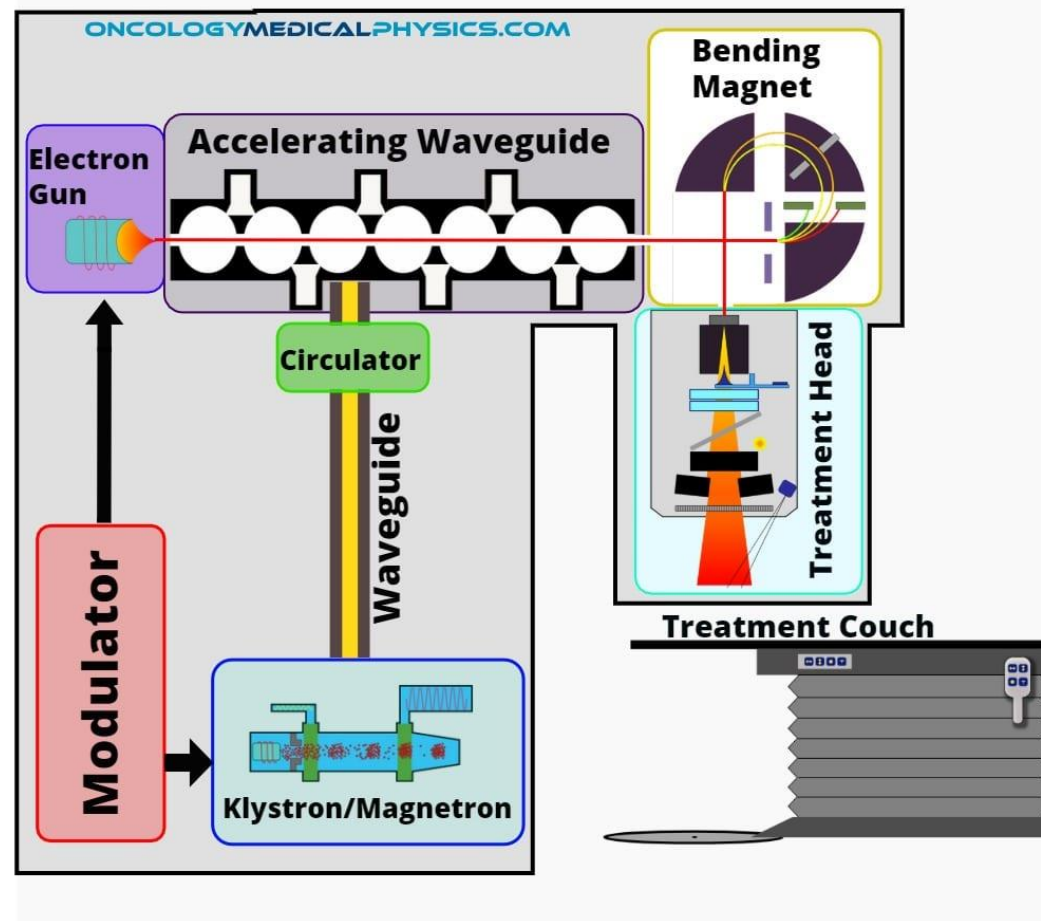 ONCOLOGYMEDICALPHYSICS.COM
Bending
Magnet
Accelerating Waveguide
Electron
Gun
Circulator
Waveguide
Treatment Head
Modulator
Klystron/Magnetron
Treatment Couch